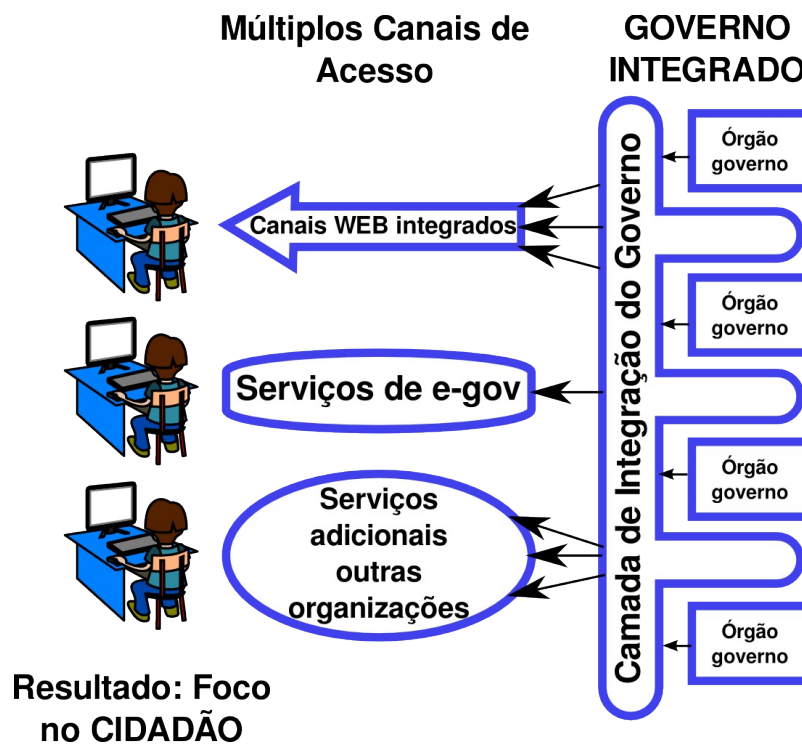 Múltiplos Canais de
Acesso
GOVERNO
INTEGRADO
Canais WEB integrados
Serviços de e-gov
Serviços
adicionais
outras
organizações
Camada de Integração do Governo
Órgão
governo
Órgão
governo
Órgão
governo
Órgão
governo
Resultado: Foco
no CIDADÃO